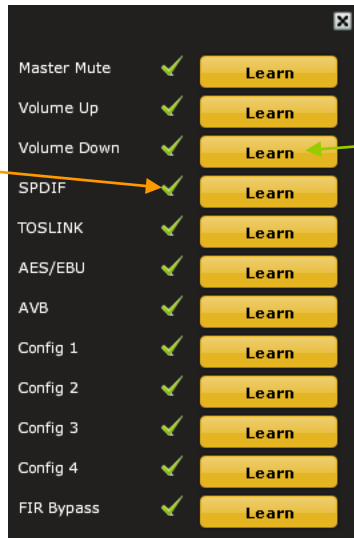 Master Mute Learn
Volume Up Learn
Volume Down Learn
SPDIF Learn
TOSLINK Learn
AES/EBU Learn
AVB Learn
Config 1 Learn
Config 2 Learn
Config 3 Learn
Config 4 Learn
FIR Bypass Learn